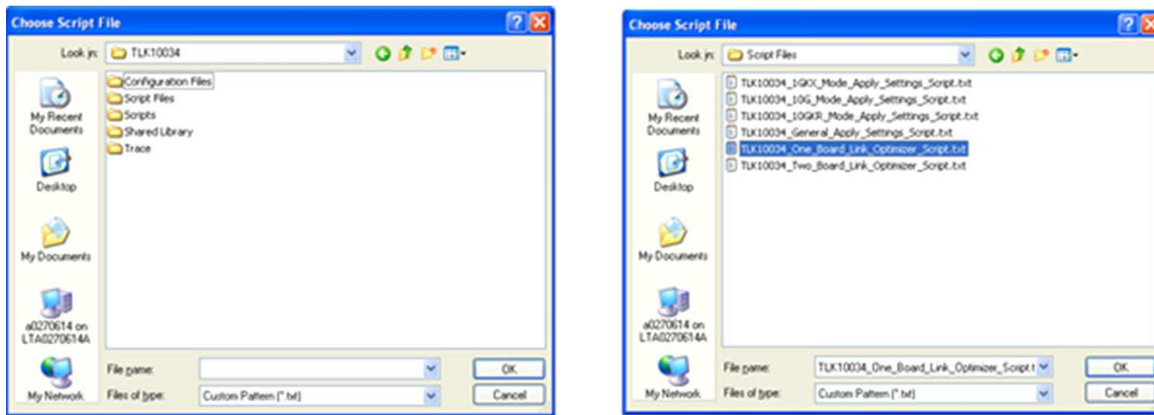 Choose Script File
Look in:
TLK10034
Configuration Files
Script Files
Scripts
Shared Library
Trace
My Recent
Documents
Desktop
My Documents
a0270614 on
LTA0270614A
My Network
File name:
Files of type:
Custom Pattern (*.txt)
OK
Cancel
Choose Script File
Look in:
Script Files
TLK10034_1GKX_Mode_Apply_Settings_Script.txt
TLK10034_10G_Mode_Apply_Settings_Script.txt
TLK10034_10GKR_Mode_Apply_Settings_Script.txt
TLK10034_General_Apply_Settings_Script.txt
TLK10034_One_Board_Link_Optimizer_Script.txt
TLK10034_Two_Board_Link_Optimizer_Script.txt
My Recent
Documents
Desktop
My Documents
a0270614 on
LTA0270614A
My Network
File name:
TLK10034_One_Board_Link_Optimizer_Script.t
Files of type:
Custom Pattern (*.txt)
OK
Cancel